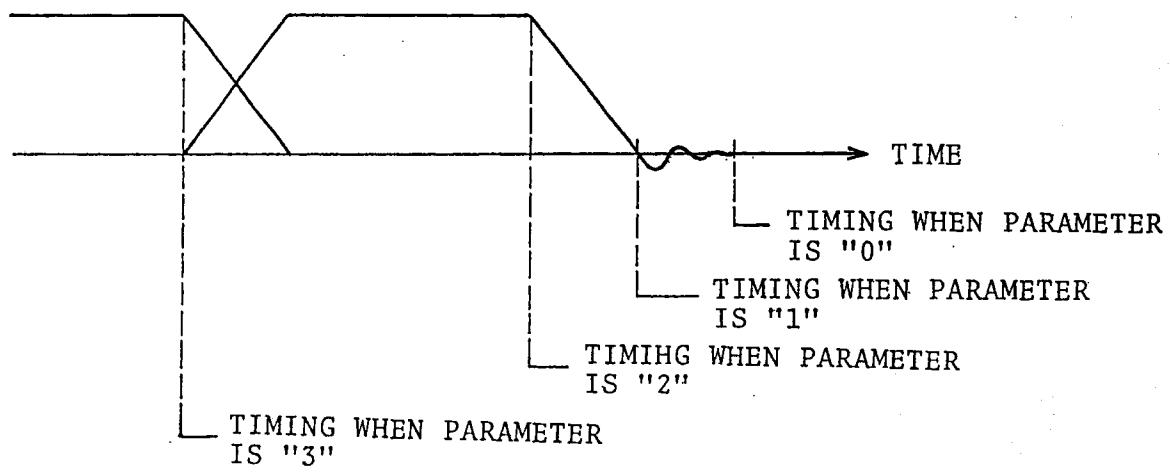 TIME
TIMING WHEN PARAMETER
IS "0"
TIMING WHEN PARAMETER
IS "1"
TIMIHG WHEN PARAMETER
IS "2"
TIMING WHEN PARAMETER
IS "3"